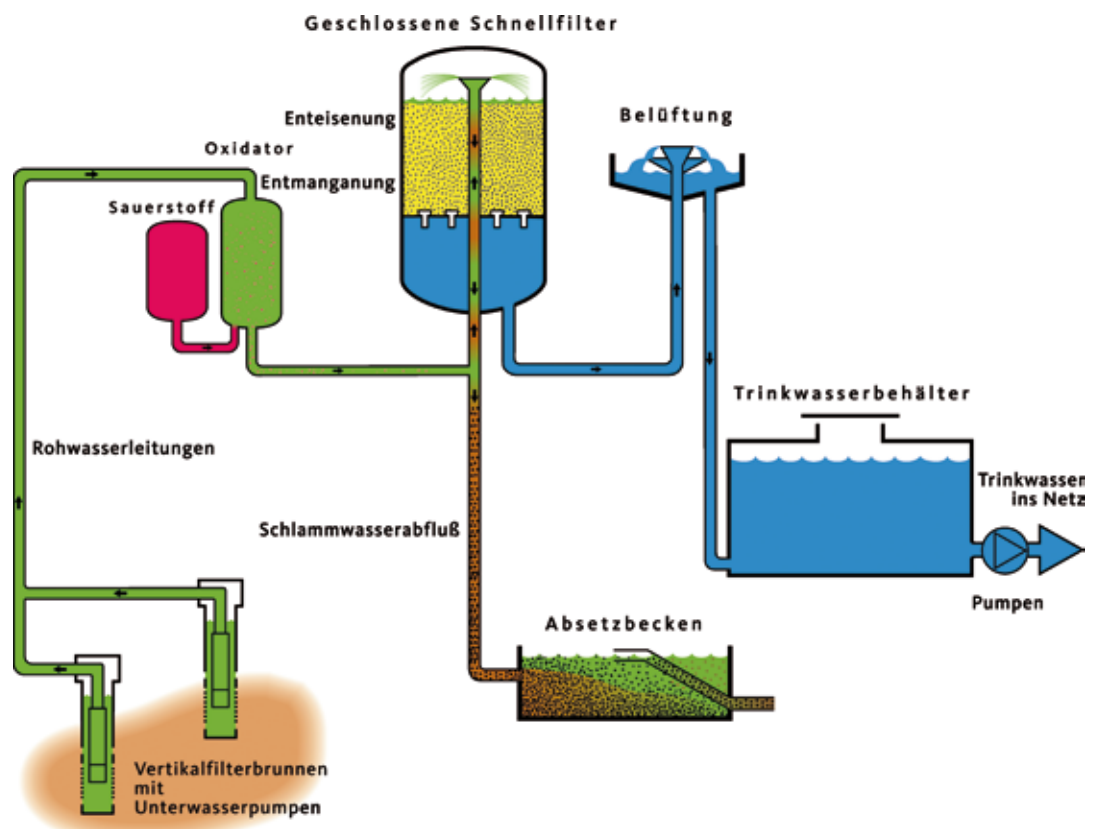 Geschlossene Schnellfilter
Enteisenung
Belüftung
Oxidator
Entmanganung
Sauerstoff
Trinkwasserbehälter
Rohwasserleitungen
Trinkwasser
ins Netz
Schlammwasserabfluß
Pumpen
Absetzbecken
Vertikalfilterbrunnen
mit
Unterwasserpumpen